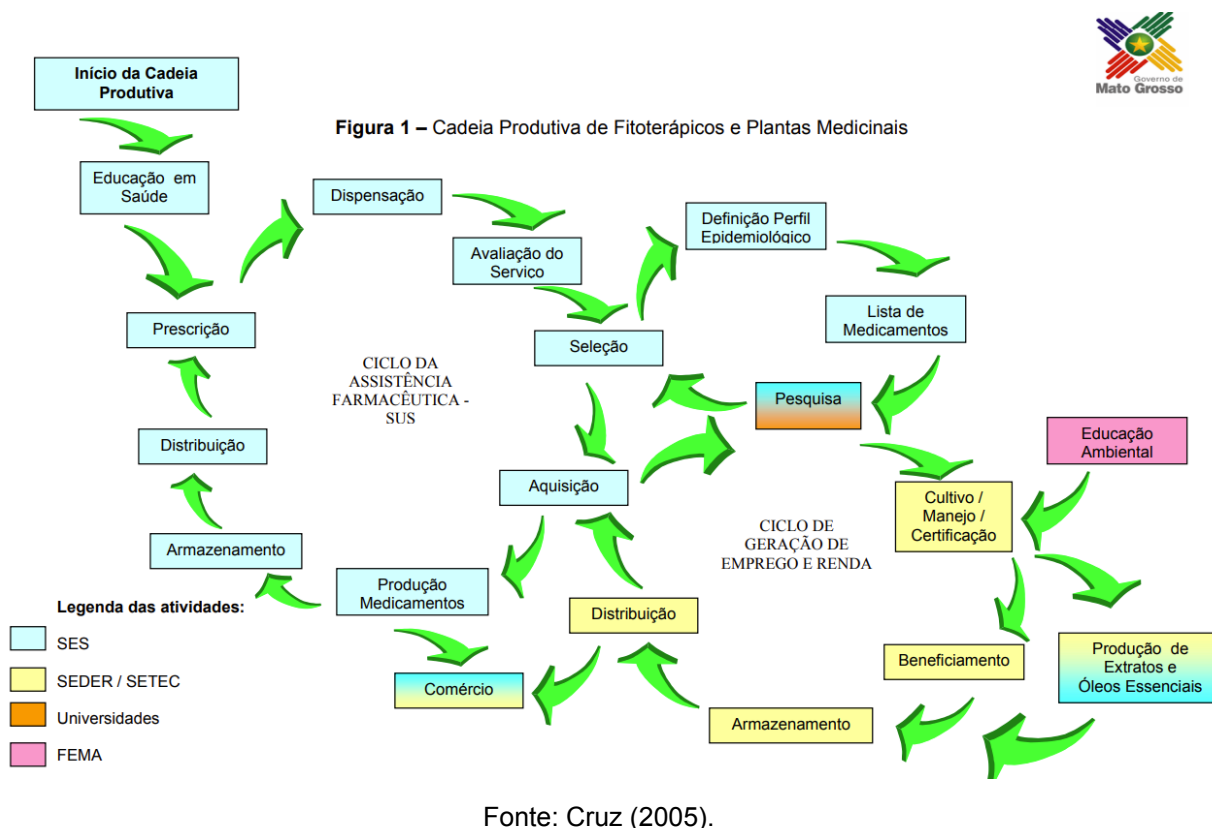 Governo de
Mato Grosso
Início da Cadeia
Produtiva
Figura 1 – Cadeia Produtiva de Fitoterápicos e Plantas Medicinais
Educação em
Saúde
Dispensação
Avaliação do
Servico
Definição Perfil
Epidemiológico
Prescrição
Seleção
Lista de
Medicamentos
CICLO DA
ASSISTÊNCIA
FARMACÊUTICA -
SUS
Pesquisa
Distribuição
Educação
Ambiental
Aquisição
Cultivo /
Manejo /
Certificação
CICLO DE
GERAÇÃO DE
EMPREGO E RENDA
Armazenamento
Produção
Medicamentos
Distribuição
Legenda das atividades:
SES
SEDER / SETEC
Universidades
FEMA
Comércio
Beneficiamento
Produção de
Extratos e
Óleos Essenciais
Armazenamento
Fonte: Cruz (2005).